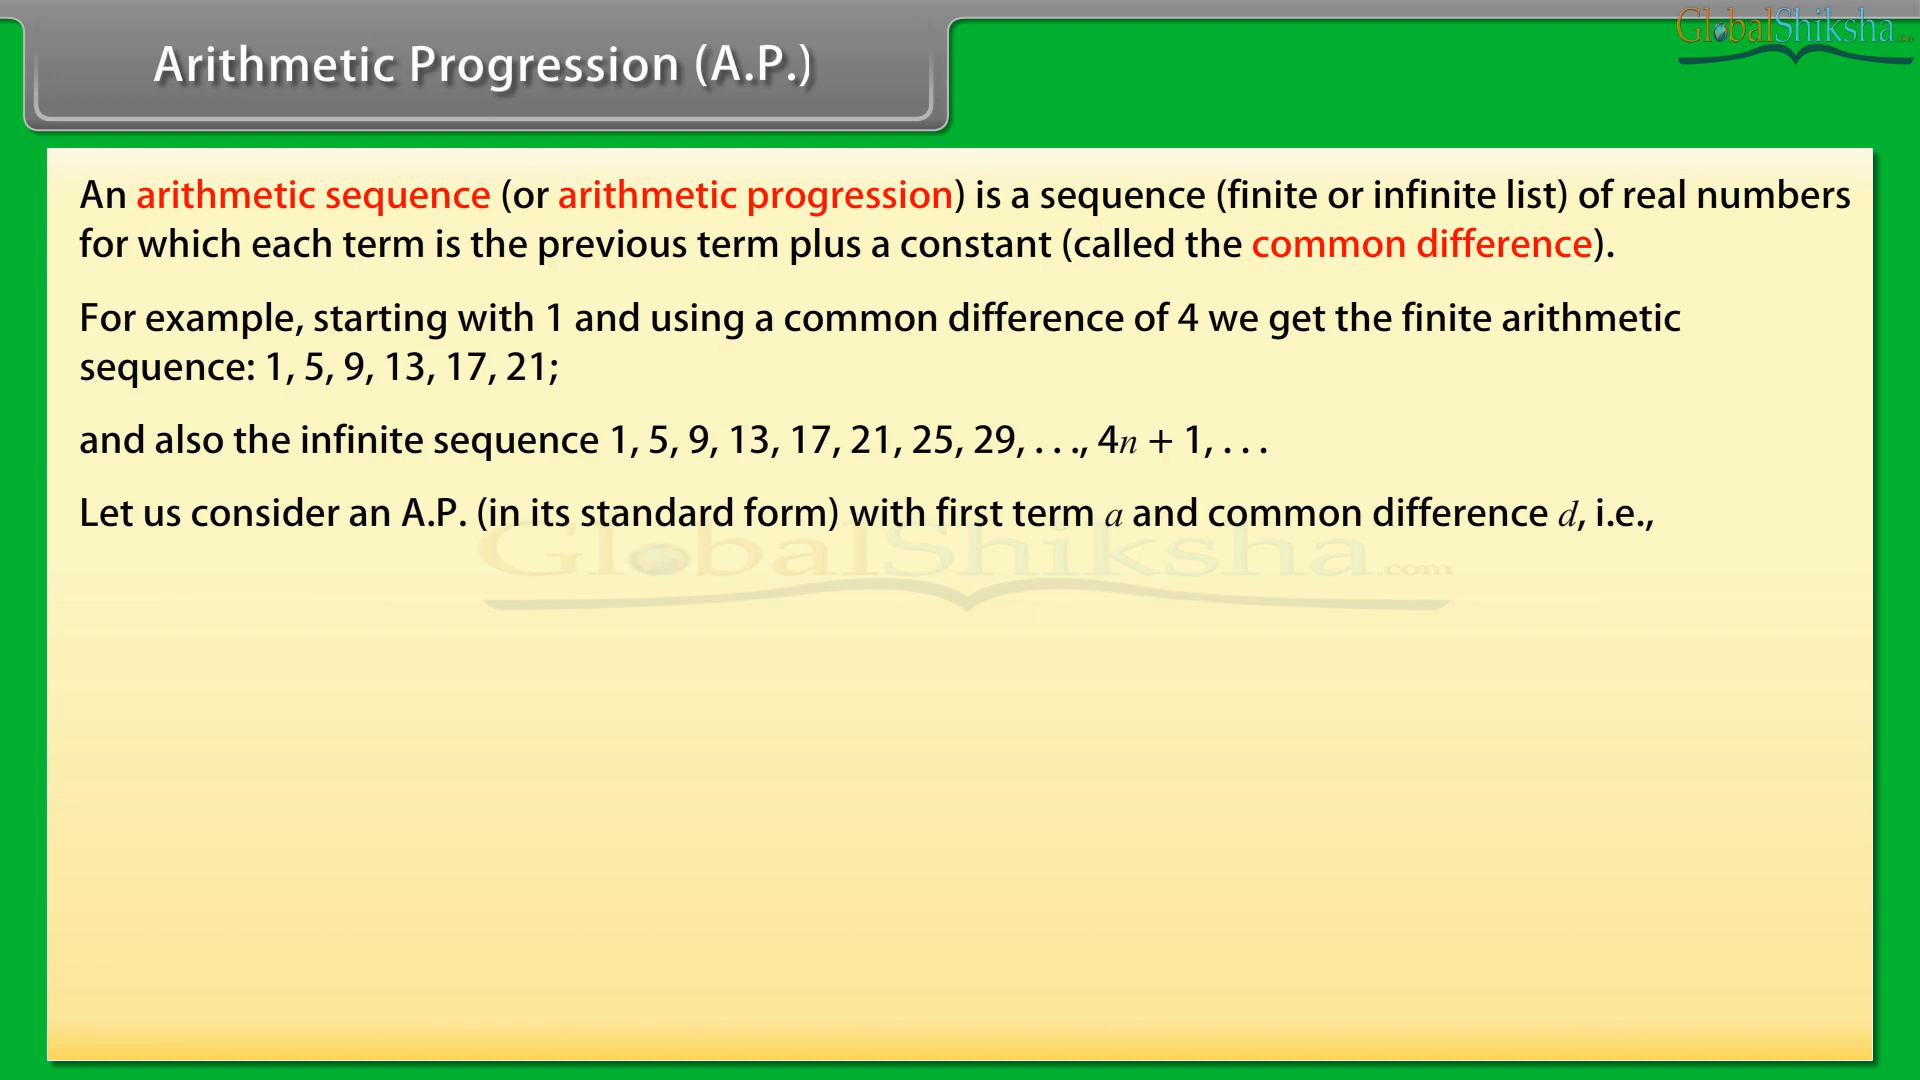 GlobalShiksha.com
Arithmetic Progression (A.P.)
An arithmetic sequence (or arithmetic progression) is a sequence (finite or infinite list) of real numbers
for which each term is the previous term plus a constant (called the common difference).
For example, starting with 1 and using a common difference of 4 we get the finite arithmetic
sequence: 1, 5, 9, 13, 17, 21;
and also the infinite sequence 1, 5, 9, 13, 17, 21, 25, 29, . . ., 4n + 1, . . .
Let us consider an A.P. (in its standard form) with first term a and common difference d, i.e.,
GlobalShiksha.com